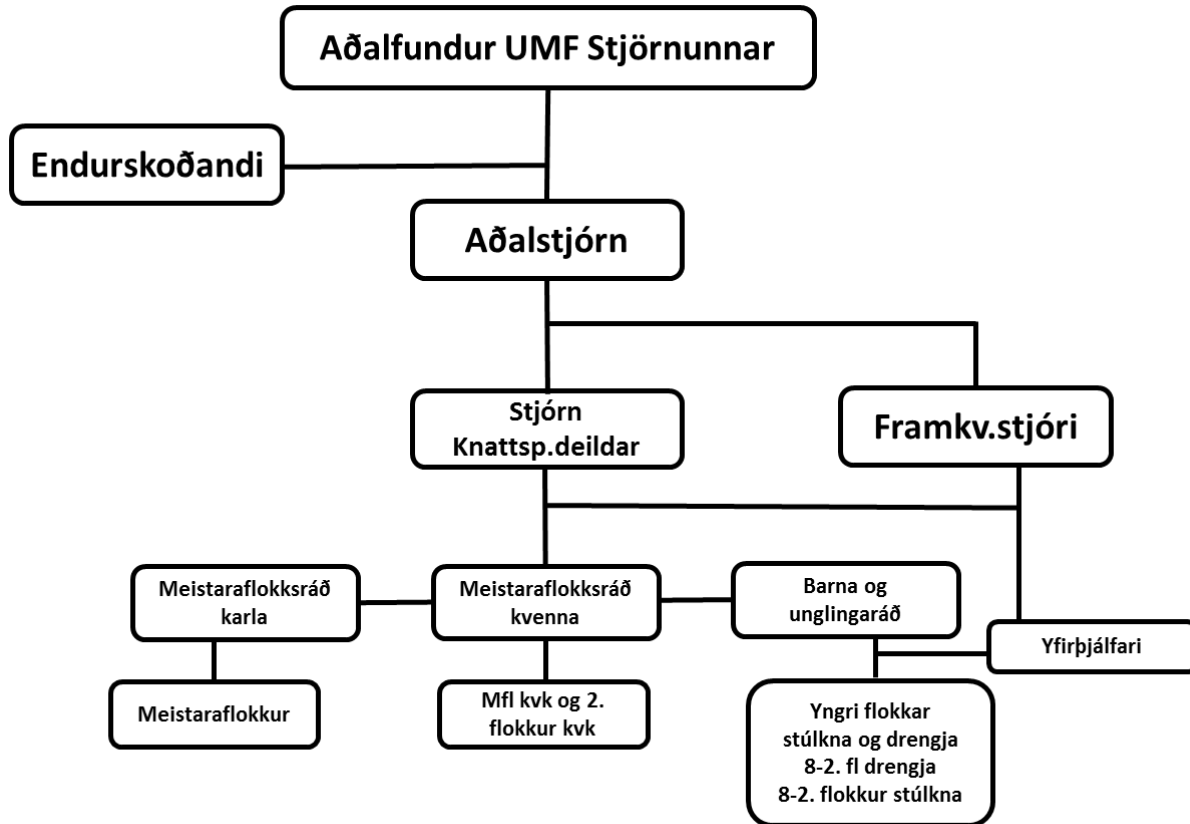 Aðalfundur UMF Stjörnunnar
Endurskoðandi
Aðalstjórn
Stjórn
Knattsp.deildar
Framkv.stjóri
Meistaraflokksráð
karla
Meistaraflokksráð
kvenna
Barna og
unglingaráð
Yfirþjálfari
Meistaraflokkur
Mfl kvk og 2.
flokkur kvk
Yngri flokkar
stúlkna og drengja
8-2. fl drengja
8-2. flokkur stúlkna